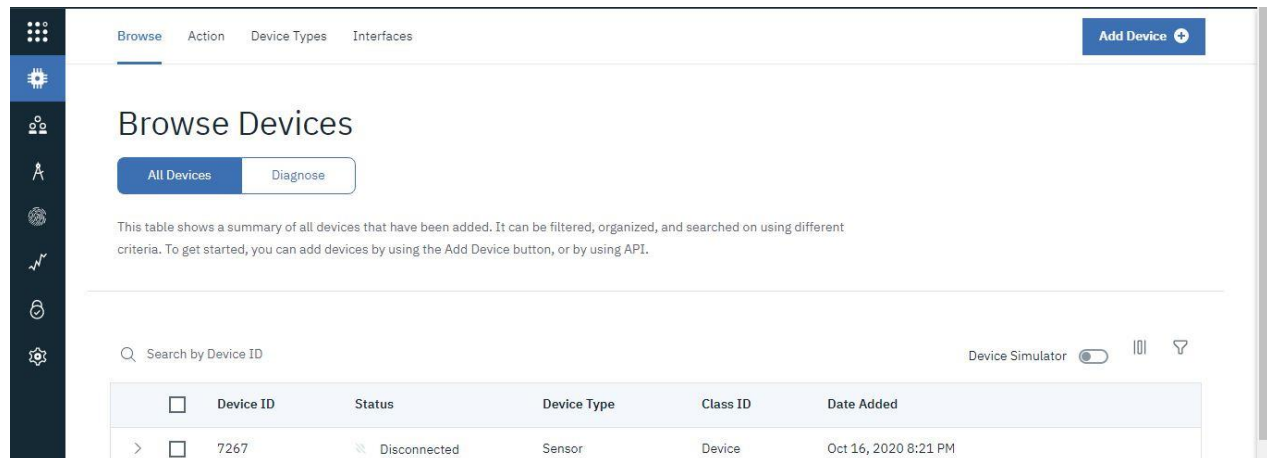 Browse Action Device Types Interfaces Add Device
Browse Devices
All Devices Diagnose
This table shows a summary of all devices that have been added. It can be filtered, organized, and searched on using different
criteria. To get started, you can add devices by using the Add Device button, or by using API.
Search by Device ID Device Simulator
Device ID Status Device Type Class ID Date Added
7267 Disconnected Sensor Device Oct 16, 2020 8:21 PM